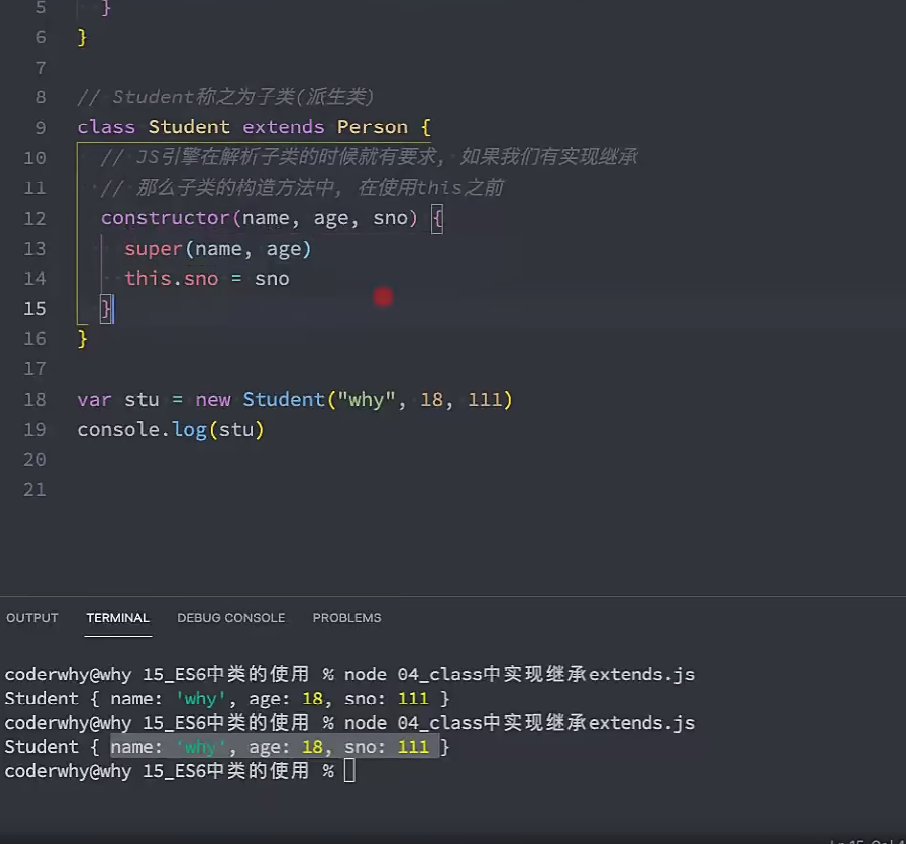 5 }
6 }
7
8 // Student称之为子类(派生类)
9 class Student extends Person {
10 // JS引擎在解析子类的时候就有要求, 如果我们有实现继承
11 // 那么子类的构造方法中, 在使用this之前
12 constructor(name, age, sno) {
13 super(name, age)
14 this.sno = sno
15 }
16 }
17
18 var stu = new Student("why", 18, 111)
19 console.log(stu)
20
21
OUTPUT TERMINAL DEBUG CONSOLE PROBLEMS
coderwhy@why 15_ES6中类的使用 % node 04_class中实现继承extends.js
Student { name: 'why', age: 18, sno: 111 }
coderwhy@why 15_ES6中类的使用 % node 04_class中实现继承extends.js
Student { name: 'why', age: 18, sno: 111 }
coderwhy@why 15_ES6中类的使用 %